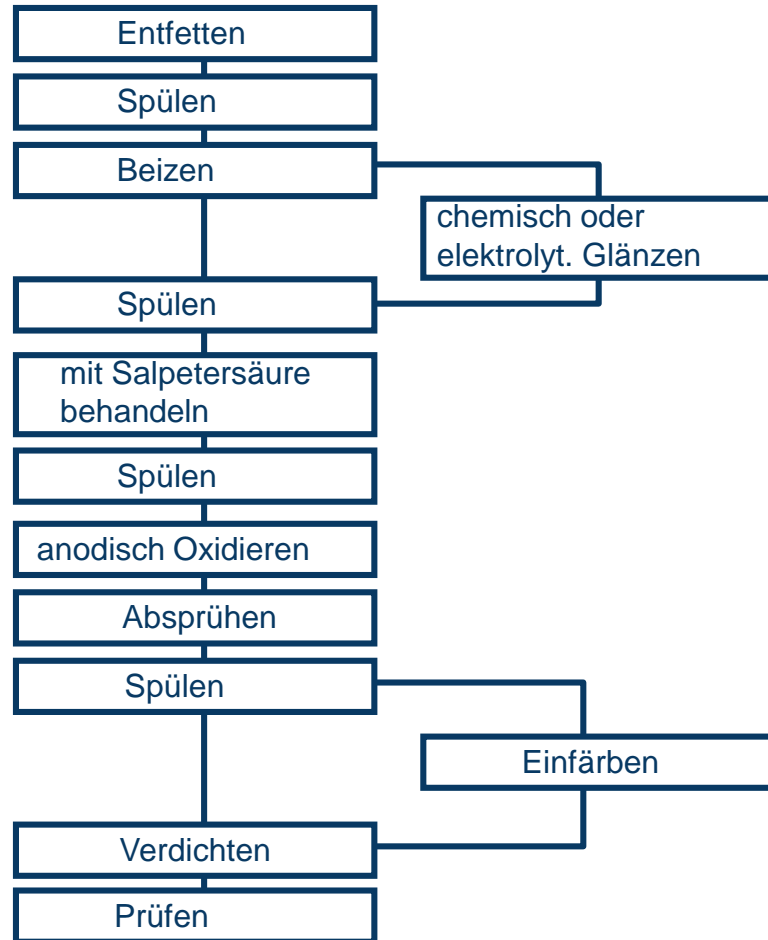 Entfetten
Spülen
Beizen
chemisch oder
elektrolyt. Glänzen
Spülen
mit Salpetersäure
behandeln
Spülen
anodisch Oxidieren
Absprühen
Spülen
Einfärben
Verdichten
Prüfen